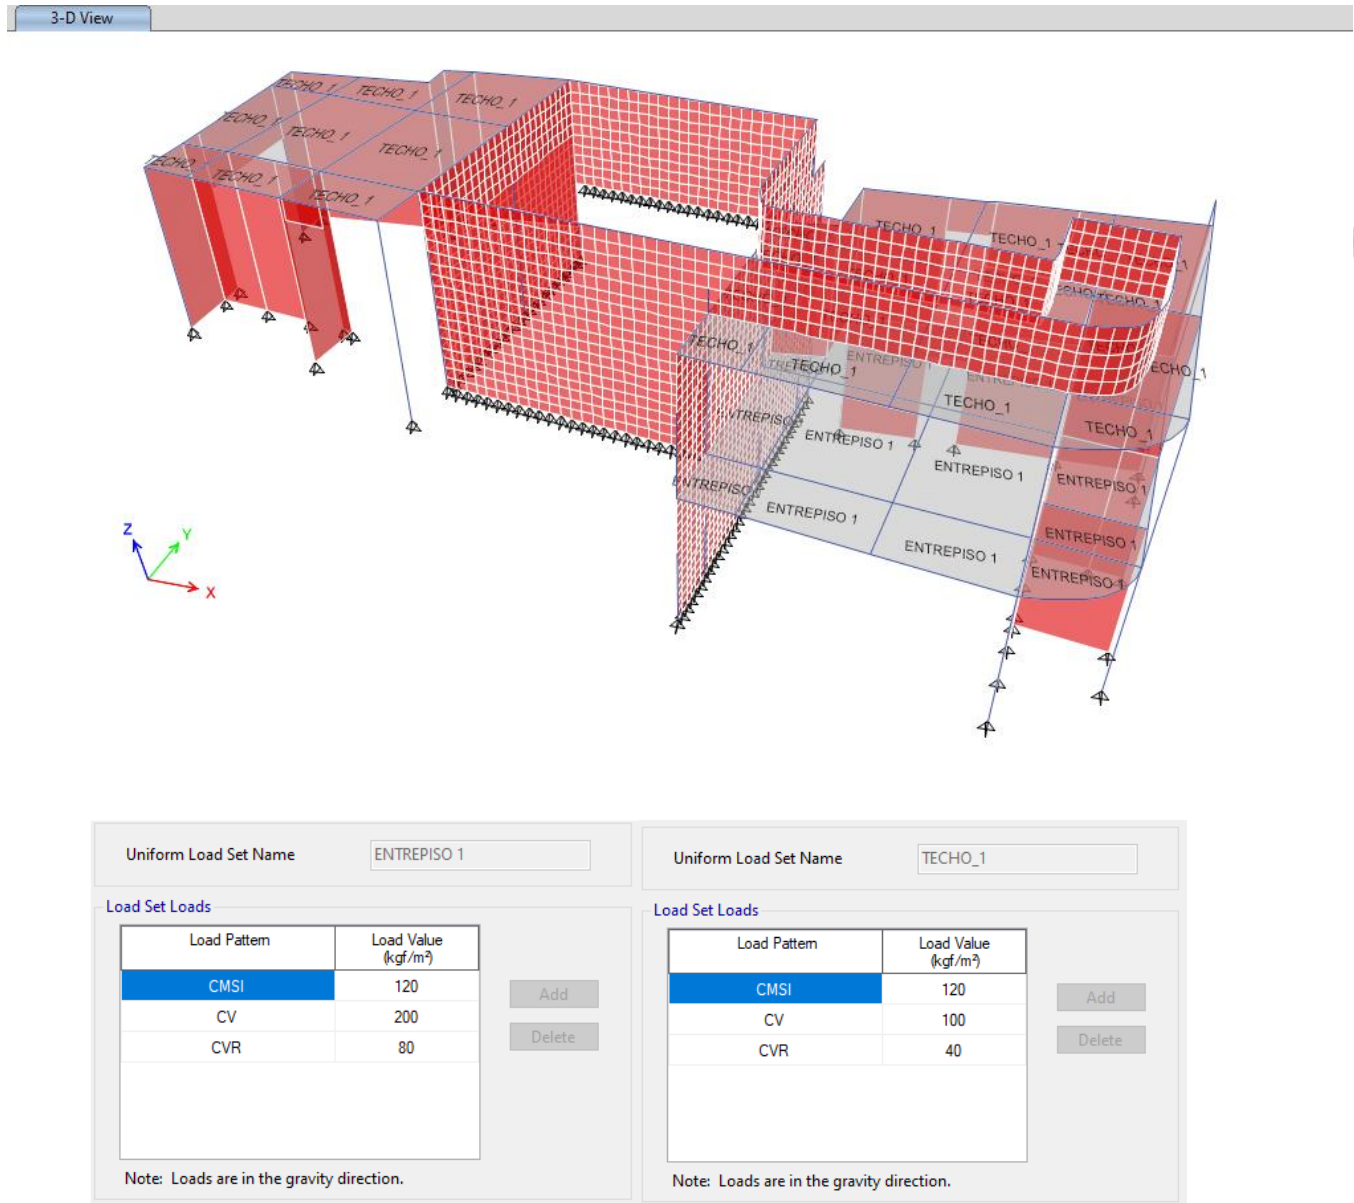 3-D View
TECHO_1
TECHO_1
TECHO_1
TECHO_1
TECHO_1
TECHO_1
TECHO
TECHO_1
TECHO_1
TECHO_1
TECHO_1
TECHO_1
TECHO_1
TECHO_1
TECHO_1
TECHO_1
ENTREPISO 1
ENTREPISO 1
ENTREPISO 1
ENTREPISO 1
ENTREPISO 1
ENTREPISO 1
ENTREPISO 1
Z
Y
X
Uniform Load Set Name ENTREPISO 1
Load Set Loads
Load Pattern Load Value (kgf/m²)
CMSI 120
CV 200
CVR 80
Add
Delete
Note: Loads are in the gravity direction.
Uniform Load Set Name TECHO_1
Load Set Loads
Load Pattern Load Value (kgf/m²)
CMSI 120
CV 100
CVR 40
Add
Delete
Note: Loads are in the gravity direction.